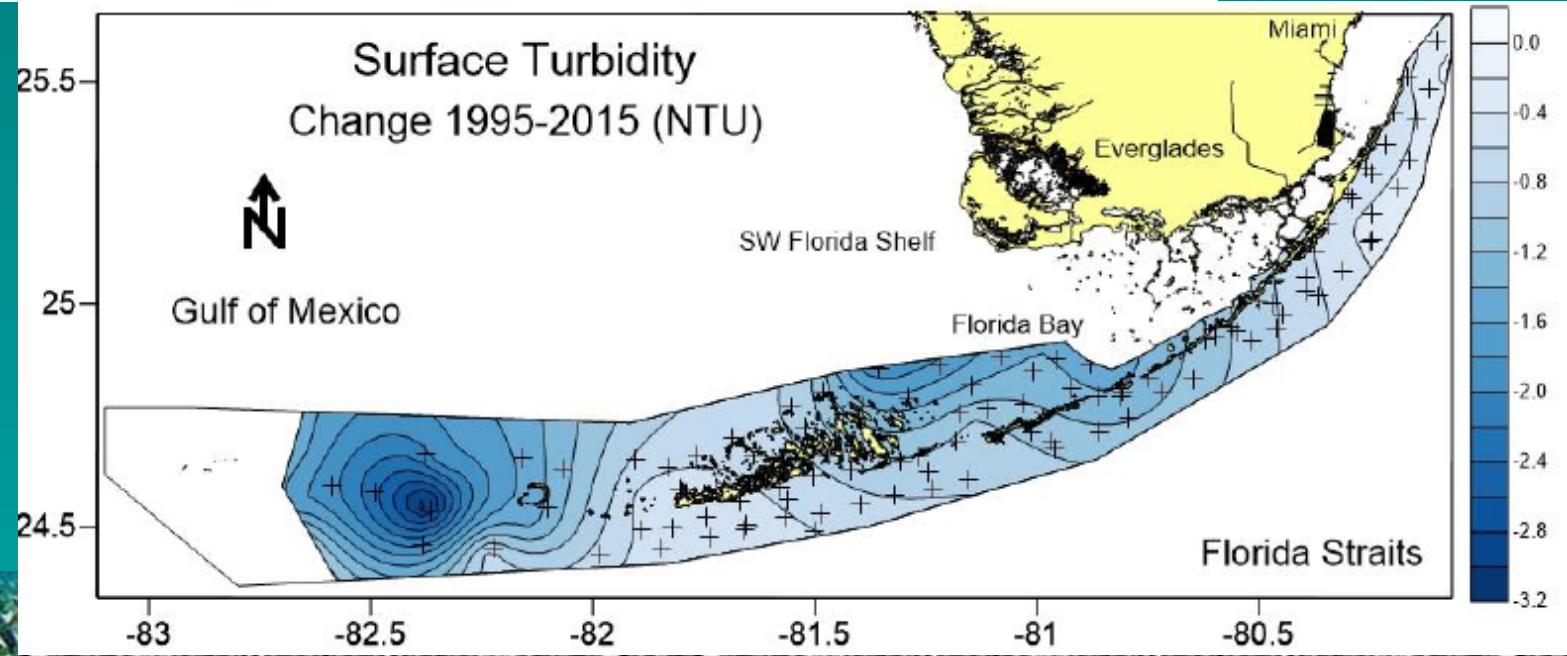 Surface Turbidity
Change 1995-2015 (NTU)
N
Gulf of Mexico
SW Florida Shelf
Florida Bay
Everglades
Miami
Florida Straits
25.5
25
24.5
-83
-82.5
-82
-81.5
-81
-80.5
0.0
-0.4
-0.8
-1.2
-1.6
-2.0
-2.4
-2.8
-3.2